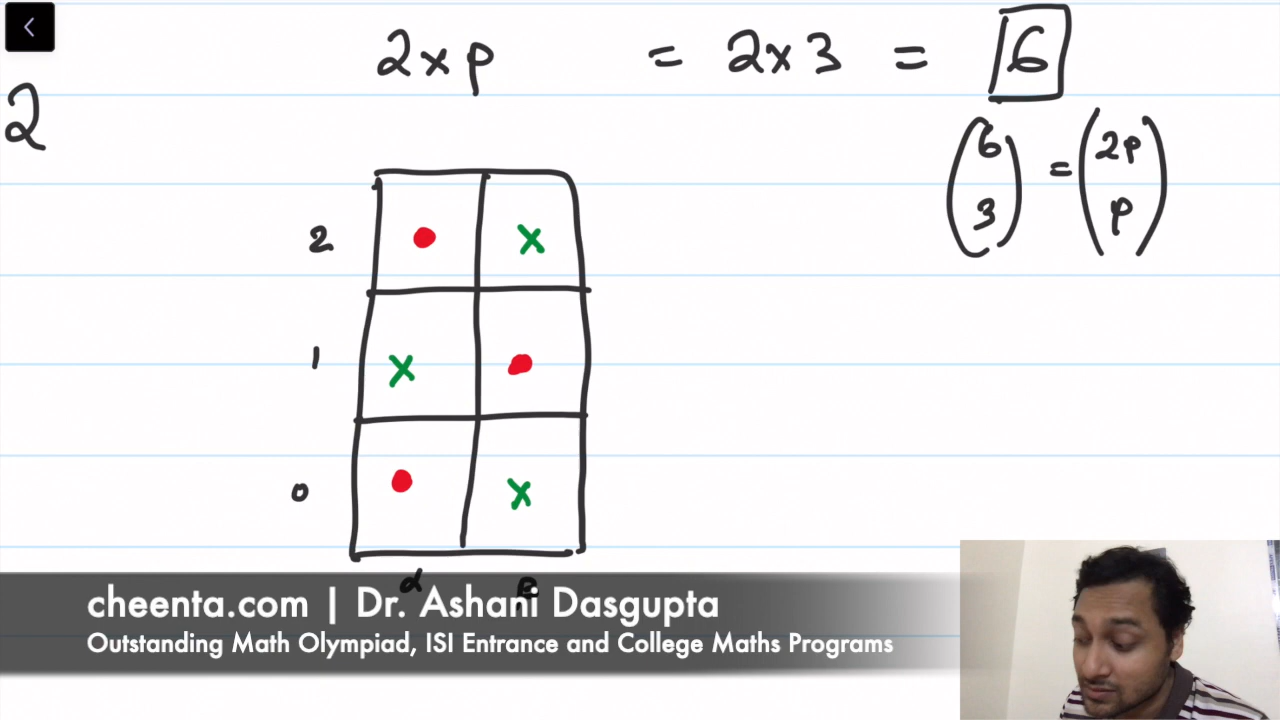 2 x p = 2 x 3 = 6
2
(6 3) = (2p p)
2
1
0
α β
cheenta.com | Dr. Ashani Dasgupta
Outstanding Math Olympiad, ISI Entrance and College Maths Programs